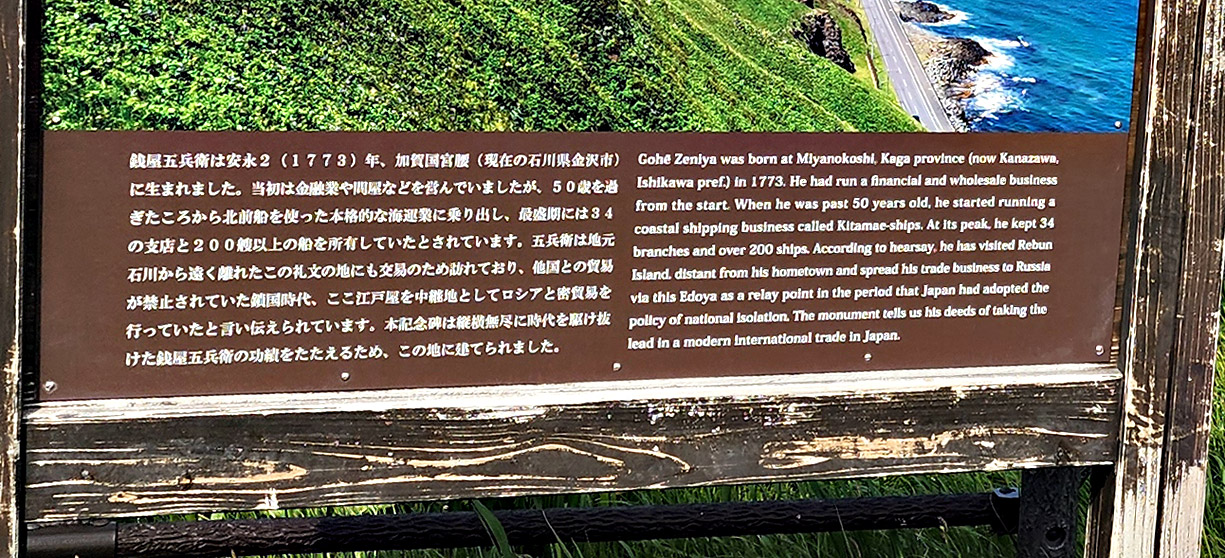 銭屋五兵衛は安永２（１７７３）年、加賀国宮腰（現在の石川県金沢市）
に生まれました。当初は金融業や問屋などを営んでいましたが、５０歳を過
ぎたころから北前船を使った本格的な海運業に乗り出し、最盛期には３４
の支店と２００艘以上の船を所有していたとされています。五兵衛は地元
石川から遠く離れたこの礼文の地にも交易のため訪れており、他国との貿易
が禁止されていた鎖国時代、ここ江戸屋を中継地としてロシアと密貿易を
行っていたと言い伝えられています。本記念碑は縦横無尽に時代を駆け抜
けた銭屋五兵衛の功績をたたえるため、この地に建てられました。
Gohē Zeniya was born at Miyanokoshi, Kaga province (now Kanazawa,
Ishikawa pref.) in 1773. He had run a financial and wholesale business
from the start. When he was past 50 years old, he started running a
coastal shipping business called Kitamae-ships. At its peak, he kept 34
branches and over 200 ships. According to hearsay, he has visited Rebun
Island, distant from his hometown and spread his trade business to Russia
via this Edoya as a relay point in the period that Japan had adopted the
policy of national isolation. The monument tells us his deeds of taking the
lead in a modern international trade in Japan.